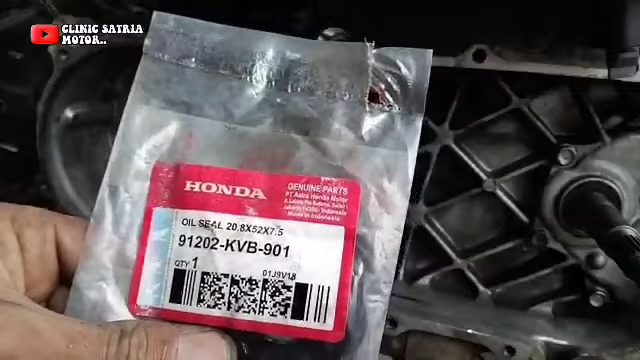 CLINIC SATRIA
MOTOR..
HONDA
GENUINE PARTS
PT Astra Honda Motor
Made in Indonesia
OIL SEAL 20.8X52X7.5
91202-KVB-901
QTY 1
01J9V18